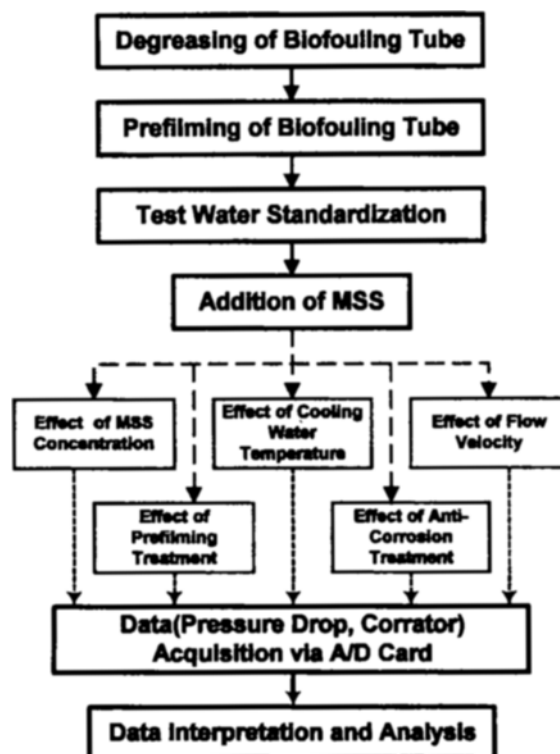 Degreasing of Biofouling Tube
Prefilming of Biofouling Tube
Test Water Standardization
Addition of MSS
Effect of MSS
Concentration
Effect of Cooling
Water
Temperature
Effect of Flow
Velocity
Effect of
Prefilming
Treatment
Effect of Anti-
Corrosion
Treatment
Data(Pressure Drop, Corrator)
Acquisition via A/D Card
Data Interpretation and Analysis